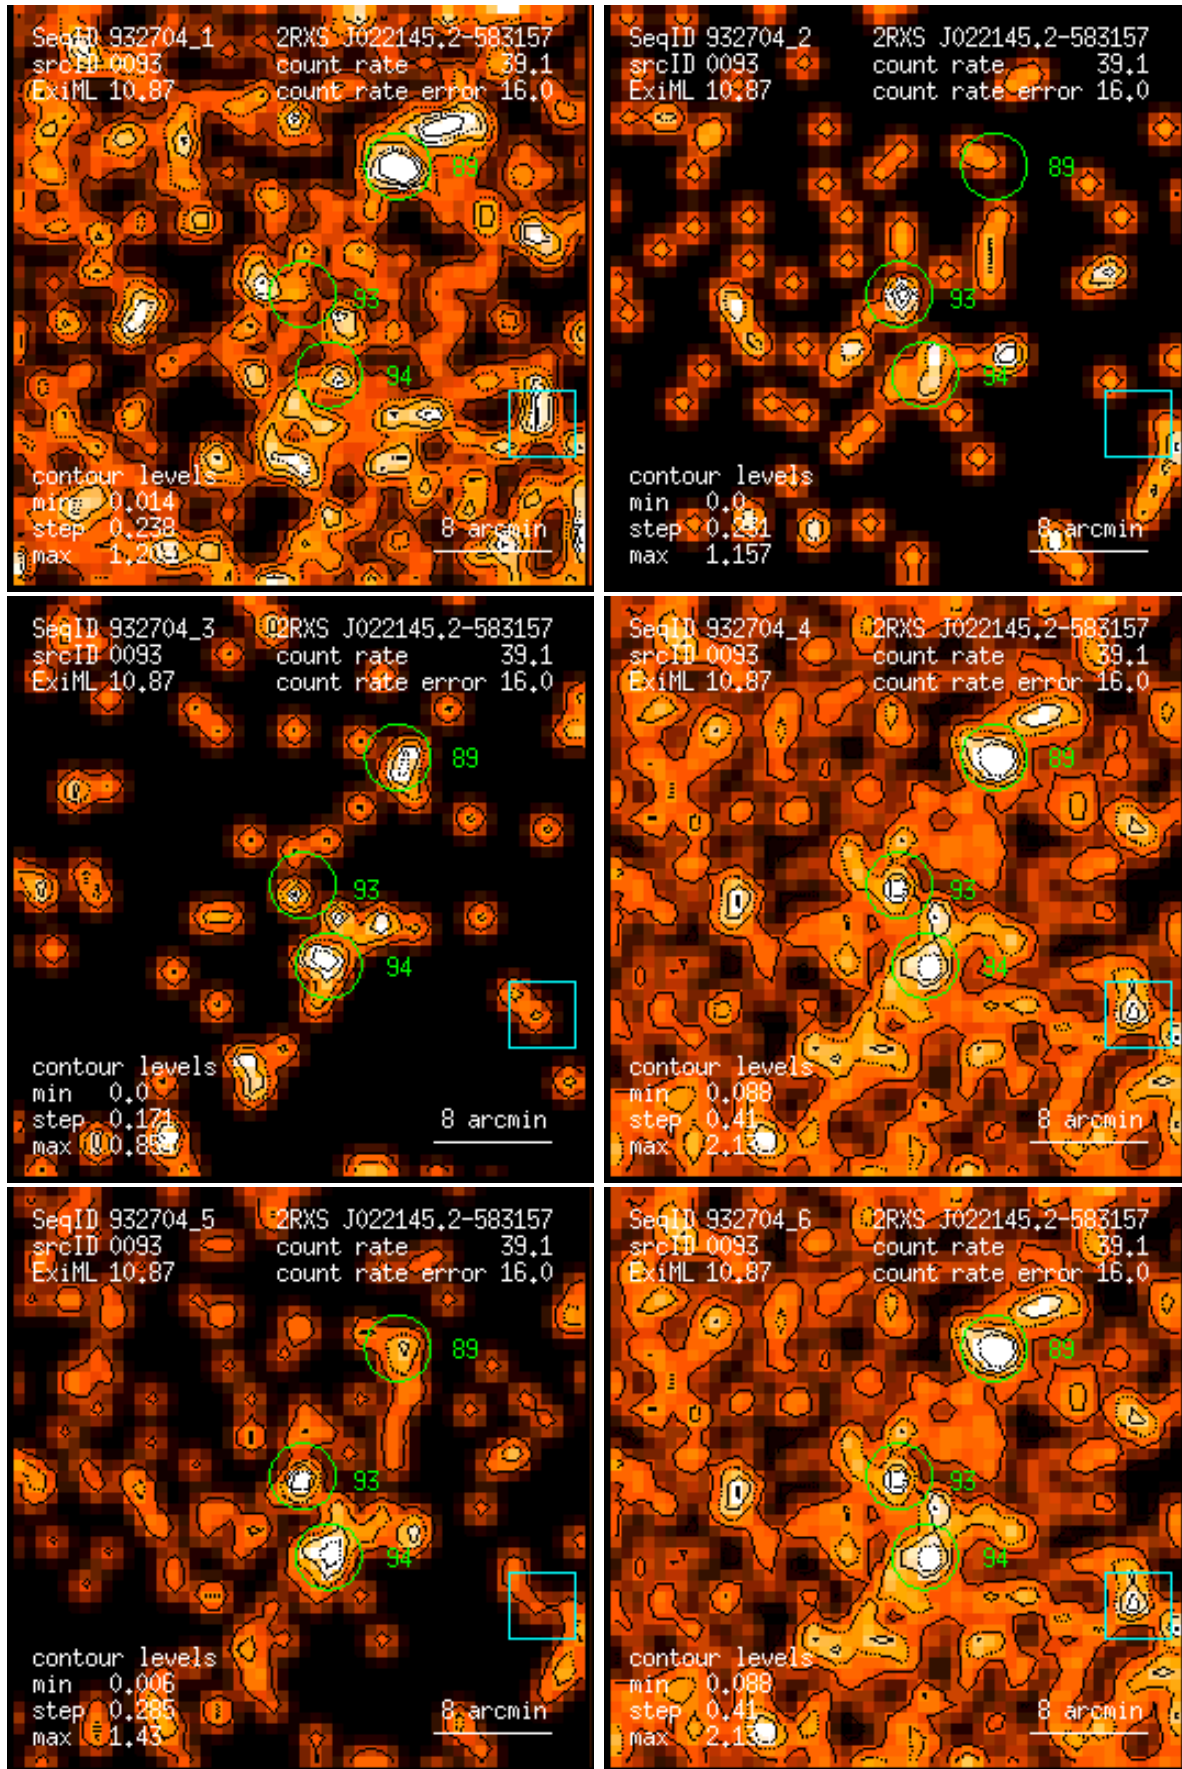 SeqID 932704_1 2RXS J022145.2-583157
srcID 0093 count rate 39.1
ExiML 10.87 count rate error 16.0
89
93
94
contour levels
min 0.014
step 0.238
max
8 arcmin
SeqID 932704_2 2RXS J022145.2-583157
srcID 0093 count rate 39.1
ExiML 10.87 count rate error 16.0
89
93
94
contour levels
min 0.0
step 0.231
max 1.157
8 arcmin
SeqID 932704_3 2RXS J022145.2-583157
srcID 0093 count rate 39.1
ExiML 10.87 count rate error 16.0
89
93
94
contour levels
min 0.0
step 0.171
max
8 arcmin
SeqID 932704_4 2RXS J022145.2-583157
srcID 0093 count rate 39.1
ExiML 10.87 count rate error 16.0
89
93
94
contour levels
min 0.088
step 0.41
max
8 arcmin
SeqID 932704_5 2RXS J022145.2-583157
srcID 0093 count rate 39.1
ExiML 10.87 count rate error 16.0
89
93
94
contour levels
min 0.006
step 0.285
max 1.43
8 arcmin
SeqID 932704_6 2RXS J022145.2-583157
srcID 0093 count rate 39.1
ExiML 10.87 count rate error 16.0
89
93
94
contour levels
min 0.088
step 0.41
max
8 arcmin